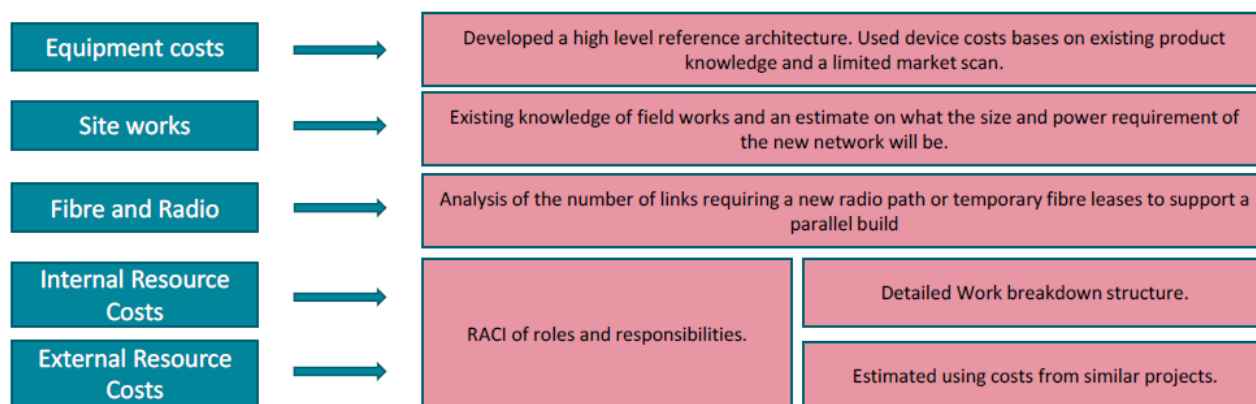 Equipment costs
Developed a high level reference architecture. Used device costs bases on existing product
knowledge and a limited market scan.
Site works
Existing knowledge of field works and an estimate on what the size and power requirement of
the new network will be.
Fibre and Radio
Analysis of the number of links requiring a new radio path or temporary fibre leases to support a
parallel build
Internal Resource
Costs
RACI of roles and responsibilities.
Detailed Work breakdown structure.
External Resource
Costs
Estimated using costs from similar projects.